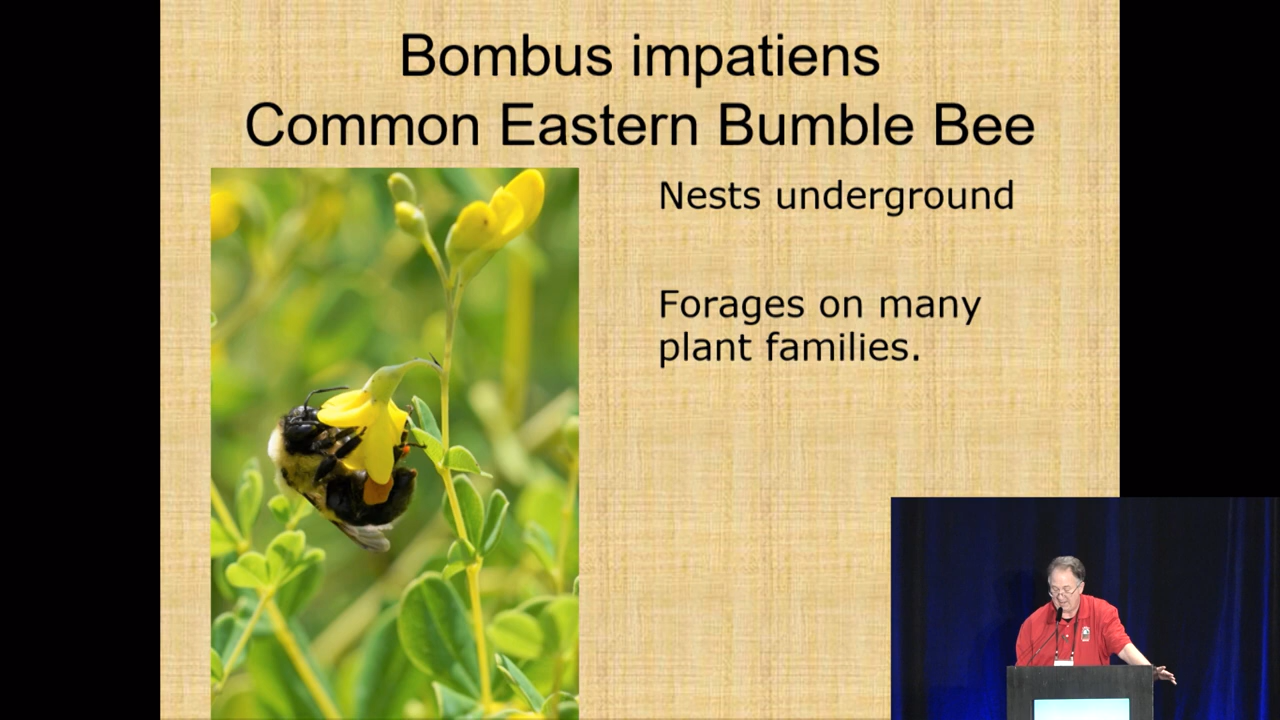 Bombus impatiens
Common Eastern Bumble Bee
Nests underground
Forages on many
plant families.